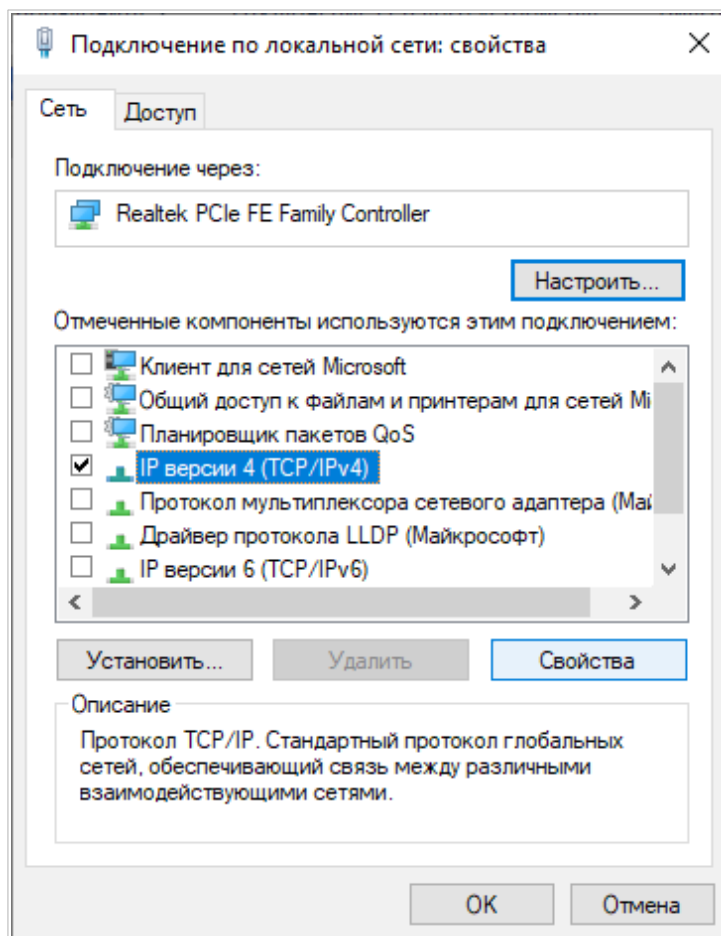 Подключение по локальной сети: свойства
Сеть
Доступ
Подключение через:
Realtek PCIe FE Family Controller
Настроить...
Отмеченные компоненты используются этим подключением:
Клиент для сетей Microsoft
Общий доступ к файлам и принтерам для сетей Mi
Планировщик пакетов QoS
IP версии 4 (TCP/IPv4)
Протокол мультиплексора сетевого адаптера (Май
Драйвер протокола LLDP (Майкрософт)
IP версии 6 (TCP/IPv6)
Установить...
Удалить
Свойства
Описание
Протокол TCP/IP. Стандартный протокол глобальных
сетей, обеспечивающий связь между различными
взаимодействующими сетями.
OK
Отмена